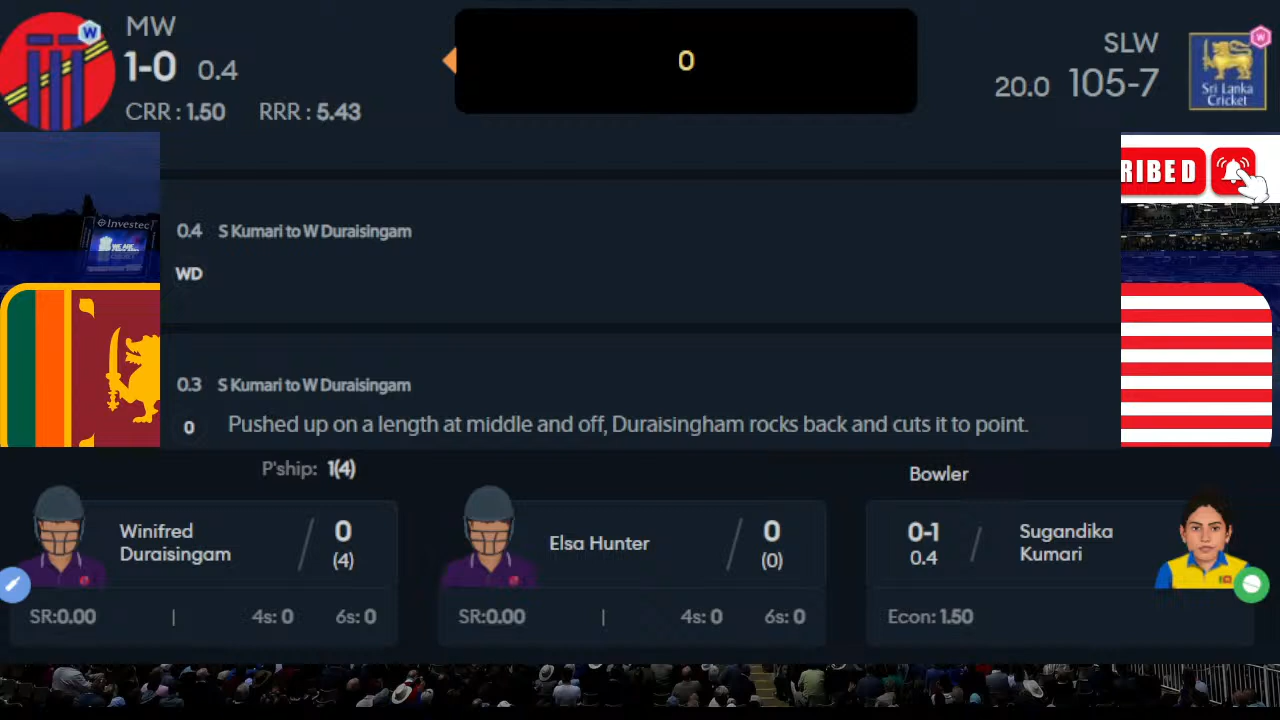 MW
1-0 0.4
CRR : 1.50 RRR : 5.43
0
SLW
20.0 105-7
W
W
Sri Lanka
Cricket
Investec
WE ARE
RIBED
0.4 S Kumari to W Duraisingam
WD
0.3 S Kumari to W Duraisingam
0 Pushed up on a length at middle and off, Duraisingham rocks back and cuts it to point.
P'ship: 1(4)
Bowler
Winifred
Duraisingam
/ 0
(4)
SR:0.00 | 4s: 0 6s: 0
Elsa Hunter
/ 0
(0)
SR:0.00 | 4s: 0 6s: 0
0-1
0.4
/ Sugandika
Kumari
Econ: 1.50